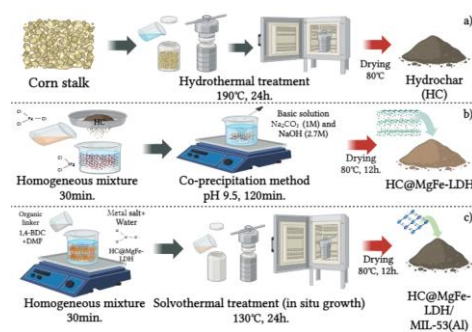 a)
Corn stalk
Hydrothermal treatment
190℃, 24h.
Drying
80℃
Hydrochar
(HC)
b)
HC
Basic solution
Na₂CO₃ (1M) and
NaOH (2.7M)
Homogeneous mixture
30min.
Co-precipitation method
pH 9.5, 120min.
Drying
80℃, 12h.
HC@MgFe-LDH
c)
Organic
linker
1,4-BDC
+DMF
Metal salt+
Water
HC@MgFe-
LDH
Homogeneous mixture
30min.
Solvothermal treatment (in situ growth)
130℃, 24h.
Drying
80℃, 12h.
HC@MgFe-
LDH/
MIL-53(Al)